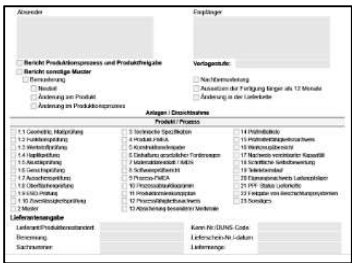 Absender Empfänger
Bericht Produktionsprozess und Produktfreigabe Vorlagestufe:
Bericht sonstige Muster
Bemusterung Nachbemusterung
Neuteil Aussetzen der Fertigung länger als 12 Monate
Änderung am Produkt Änderung in der Lieferkette
Änderung im Produktionsprozess
Anlagen /
Produkt / Prozess
1.1 Geometrie, Maßprüfung 3 Technische Spezifikation 14 Prüfmittelliste
1.2 Funktionsprüfung 4 Produkt-FMEA 15 Prüfmittelfähigkeitsnachweis
1.3 Werkstoffprüfung 5 Konstruktionsfreigabe 16 Werkzeugübersicht
1.4 Haptikprüfung 6 Einhaltung gesetzlicher Forderungen 17 Nachweis vereinbarter Kapazität
1.5 Akustikprüfung 7 Materialdatenblatt / IMDS 18 Schriftliche Selbstbewertung
1.6 Geruchsprüfung 8 Softwareprüfbericht 19 Teilelebenslauf
1.7 Aussehensprüfung 9 Prozess-FMEA 20 Eignungsnachweis Ladungsträger
1.8 Oberflächenprüfung 10 Prozessablaufdiagramm 21 PPF Status Lieferkette
1.9 ESD-Prüfung 11 Produktionslenkungsplan 22 Freigabe von Beschichtungssystemen
1.10 Zuverlässigkeitsprüfung 12 Prozessfähigkeitsnachweis 23 Sonstiges
2 Muster 13 Absicherung besonderer Merkmale
Lieferantenangabe
Lieferant/Produktionsstandort: Kenn-Nr./DUNS-Code:
Benennung: Lieferschein-Nr./-datum:
Sachnummer: Liefermenge: